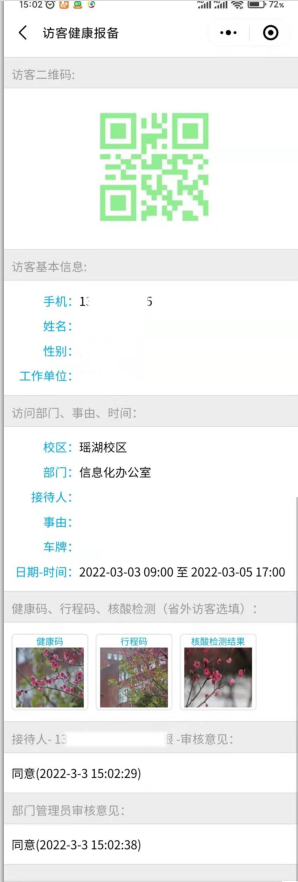 15:02
72%
访客健康报备
访客二维码:
访客基本信息:
手机: 13 5
姓名:
性别:
工作单位:
访问部门、事由、时间:
校区: 瑶湖校区
部门: 信息化办公室
接待人:
事由:
车牌:
日期-时间: 2022-03-03 09:00 至 2022-03-05 17:00
健康码、行程码、核酸检测（省外访客选填）:
健康码 行程码 核酸检测结果
接待人- 13 -审核意见:
同意(2022-3-3 15:02:29)
部门管理员审核意见:
同意(2022-3-3 15:02:38)